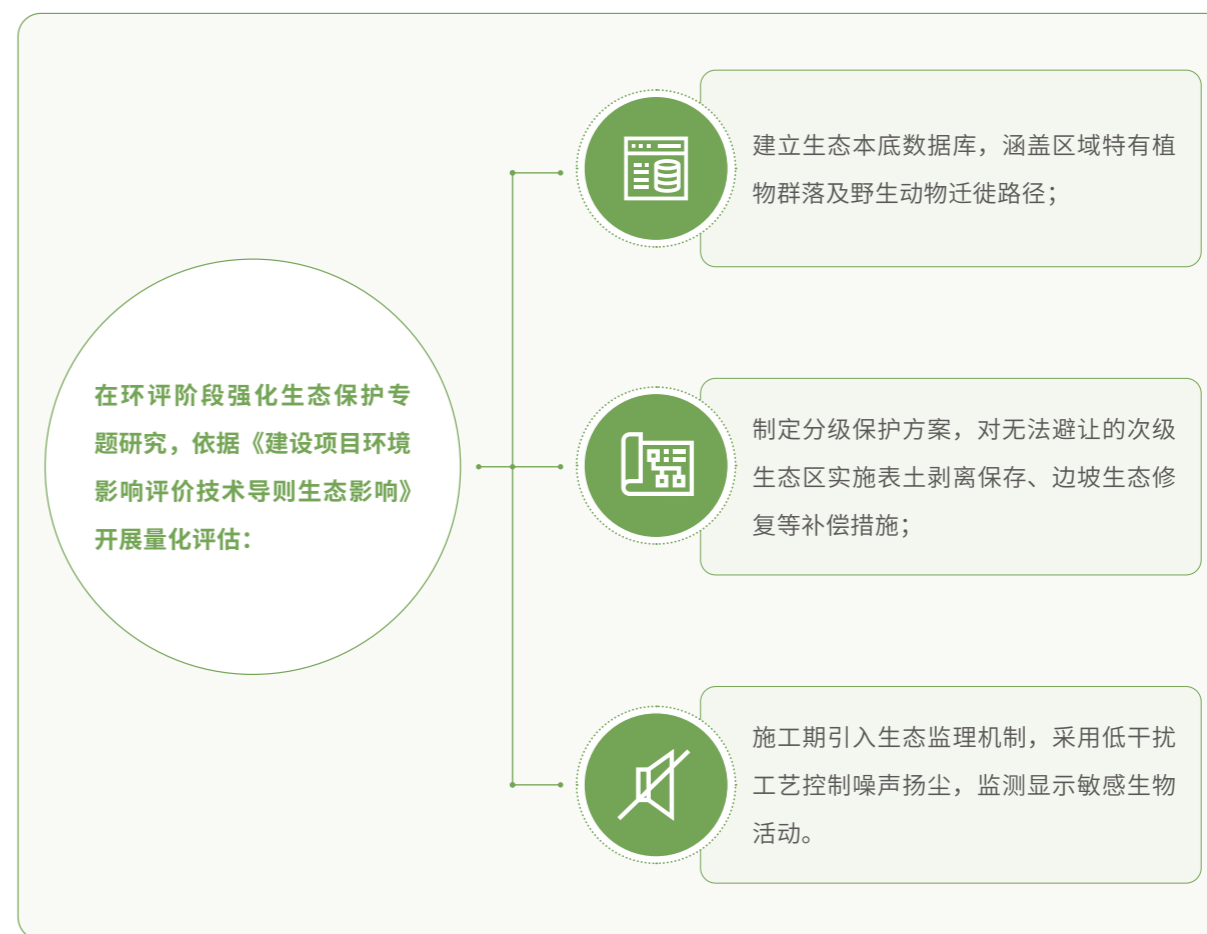 在环评阶段强化生态保护专
题研究，依据《建设项目环境
影响评价技术导则生态影响》
开展量化评估：
建立生态本底数据库，涵盖区域特有植
物群落及野生动物迁徙路径；
制定分级保护方案，对无法避让的次级
生态区实施表土剥离保存、边坡生态修
复等补偿措施；
施工期引入生态监理机制，采用低干扰
工艺控制噪声扬尘，监测显示敏感生物
活动。